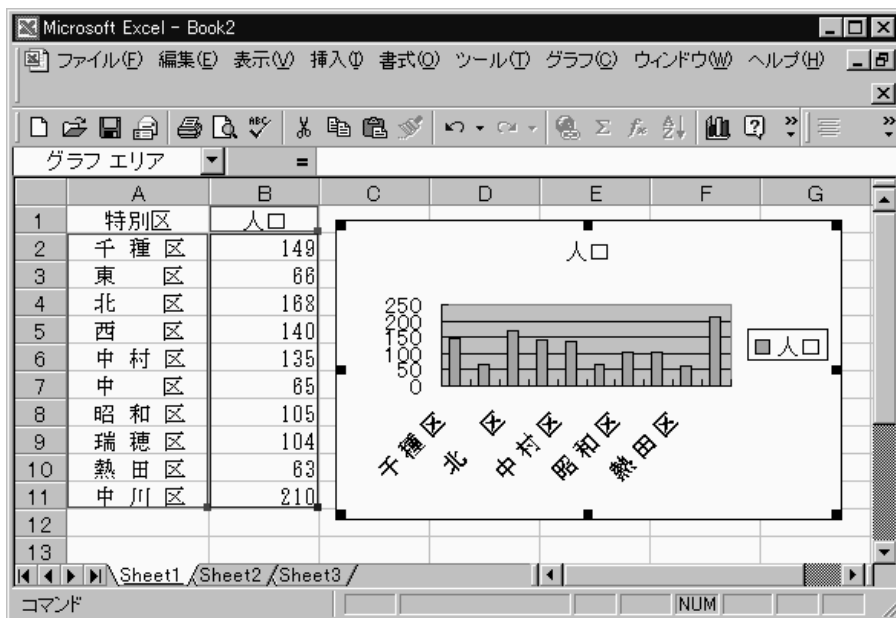 Microsoft Excel - Book2
ファイル(F) 編集(E) 表示(V) 挿入(I) 書式(O) ツール(T) グラフ(C) ウィンドウ(W) ヘルプ(H)
グラフ エリア =
A B C D E F G
1 特別区 人口
2 千種区 149
3 東区 66
4 北区 168
5 西区 140
6 中村区 135
7 中区 65
8 昭和区 105
9 瑞穂区 104
10 熱田区 63
11 中川区 210
12
13
人口
250
200
150
100
50
0
千種区 北区 中村区 昭和区 熱田区
人口
Sheet1 Sheet2 Sheet3
コマンド NUM